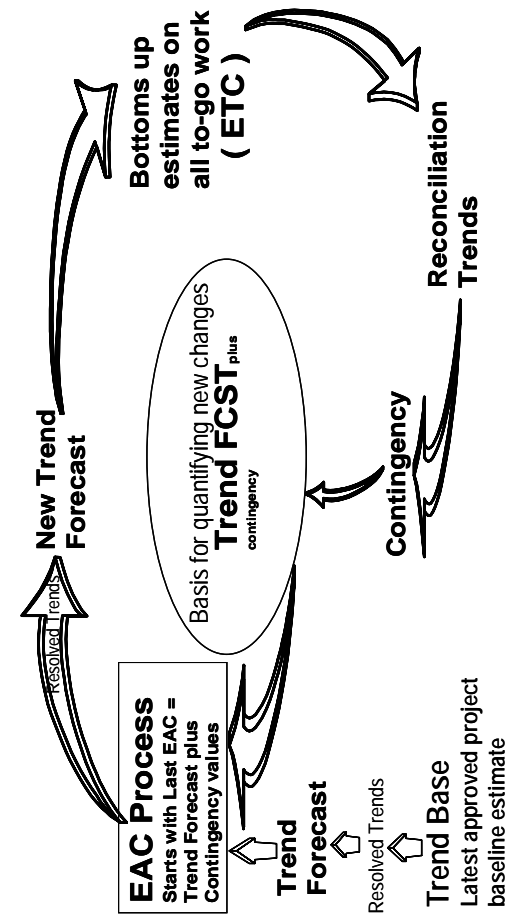 EAC Process
Starts with Last EAC =
Trend Forecast plus
Contingency values
Resolved Trends
New Trend
Forecast
Bottoms up
estimates on
all to-go work
( ETC )
Reconciliation
Trends
Contingency
Basis for quantifying new changes
Trend FCST plus
contingency
Trend
Forecast
Resolved Trends
Trend Base
Latest approved project
baseline estimate